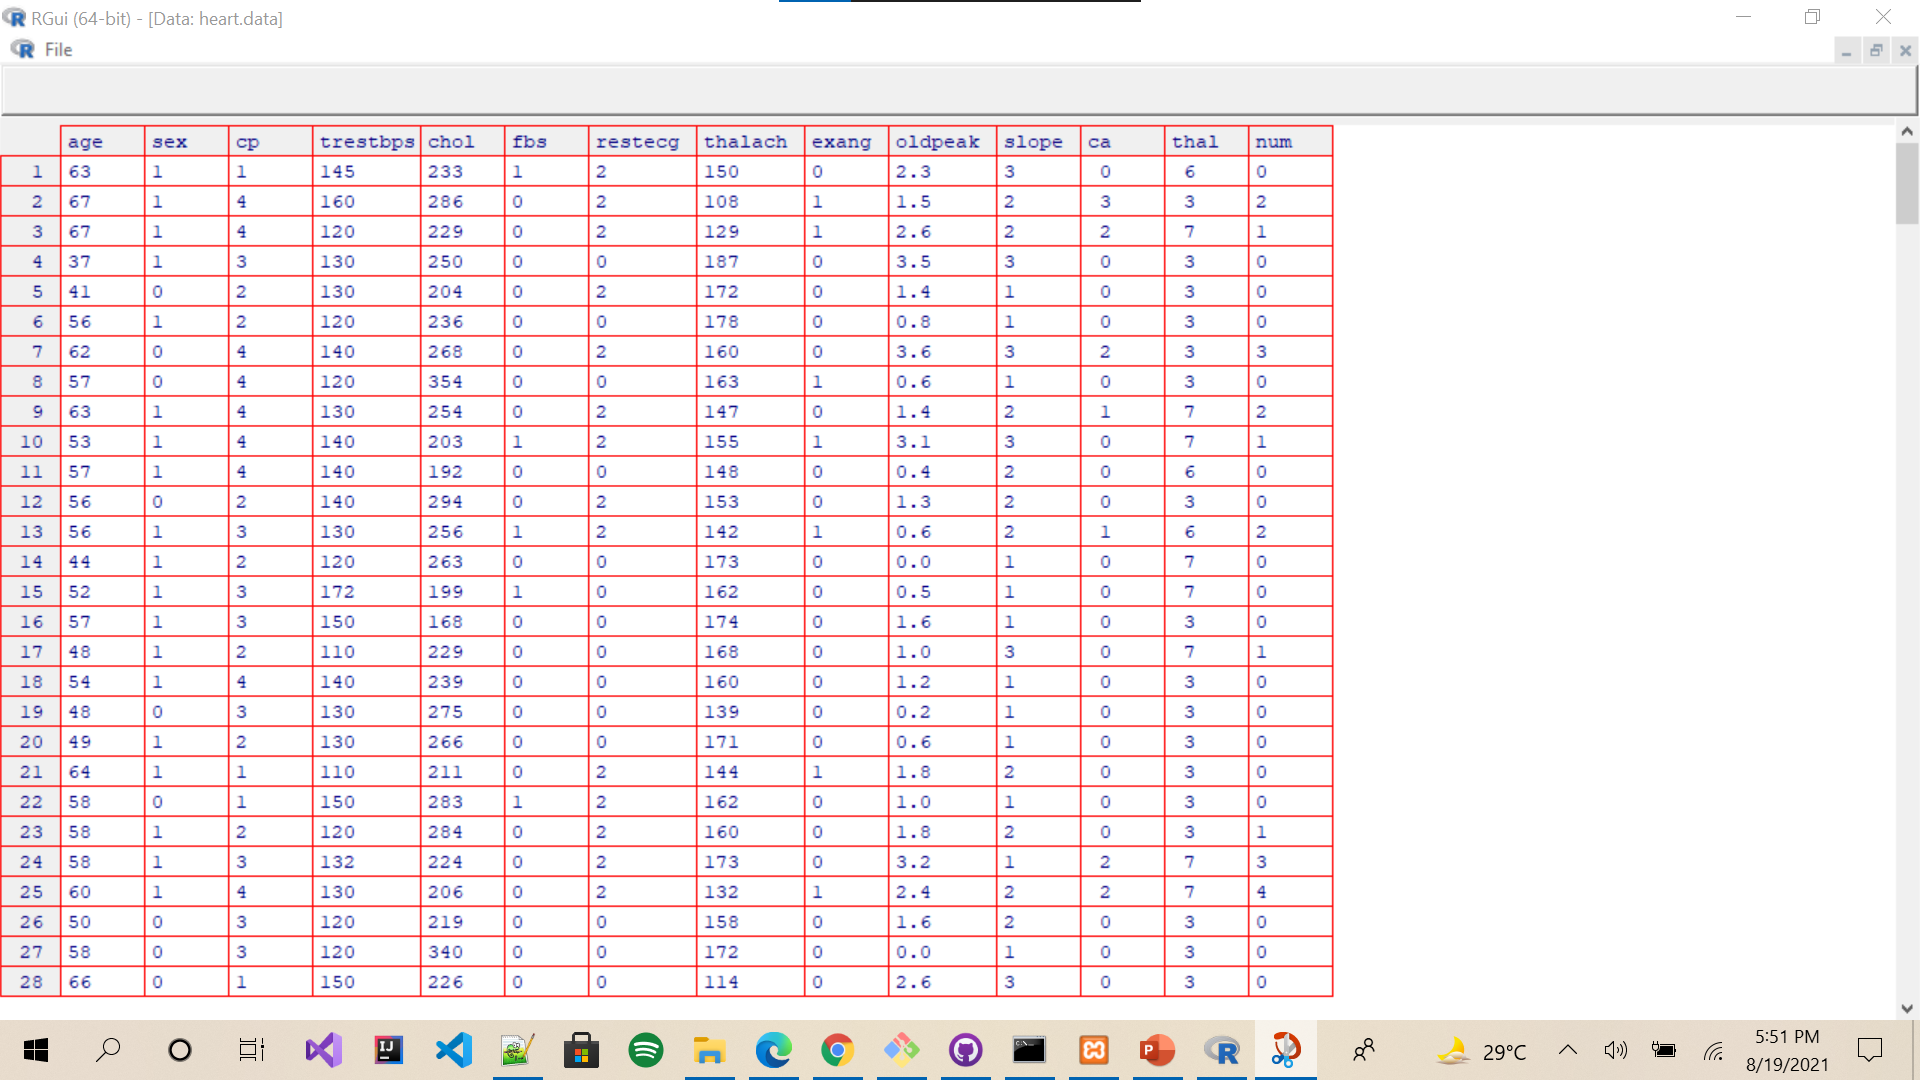 RGui (64-bit) - [Data: heart.data]
File
age sex cp trestbps chol fbs restecg thalach exang oldpeak slope ca thal num
1 63 1 1 145 233 1 2 150 0 2.3 3 0 6 0
2 67 1 4 160 286 0 2 108 1 1.5 2 3 3 2
3 67 1 4 120 229 0 2 129 1 2.6 2 2 7 1
4 37 1 3 130 250 0 0 187 0 3.5 3 0 3 0
5 41 0 2 130 204 0 2 172 0 1.4 1 0 3 0
6 56 1 2 120 236 0 0 178 0 0.8 1 0 3 0
7 62 0 4 140 268 0 2 160 0 3.6 3 2 3 3
8 57 0 4 120 354 0 0 163 1 0.6 1 0 3 0
9 63 1 4 130 254 0 2 147 0 1.4 2 1 7 2
10 53 1 4 140 203 1 2 155 1 3.1 3 0 7 1
11 57 1 4 140 192 0 0 148 0 0.4 2 0 6 0
12 56 0 2 140 294 0 2 153 0 1.3 2 0 3 0
13 56 1 3 130 256 1 2 142 1 0.6 2 1 6 2
14 44 1 2 120 263 0 0 173 0 0.0 1 0 7 0
15 52 1 3 172 199 1 0 162 0 0.5 1 0 7 0
16 57 1 3 150 168 0 0 174 0 1.6 1 0 3 0
17 48 1 2 110 229 0 0 168 0 1.0 3 0 7 1
18 54 1 4 140 239 0 0 160 0 1.2 1 0 3 0
19 48 0 3 130 275 0 0 139 0 0.2 1 0 3 0
20 49 1 2 130 266 0 0 171 0 0.6 1 0 3 0
21 64 1 1 110 211 0 2 144 1 1.8 2 0 3 0
22 58 0 1 150 283 1 2 162 0 1.0 1 0 3 0
23 58 1 2 120 284 0 2 160 0 1.8 2 0 3 1
24 58 1 3 132 224 0 2 173 0 3.2 1 2 7 3
25 60 1 4 130 206 0 2 132 1 2.4 2 2 7 4
26 50 0 3 120 219 0 0 158 0 1.6 2 0 3 0
27 58 0 3 120 340 0 0 172 0 0.0 1 0 3 0
28 66 0 1 150 226 0 0 114 0 2.6 3 0 3 0
29°C
5:51 PM
8/19/2021